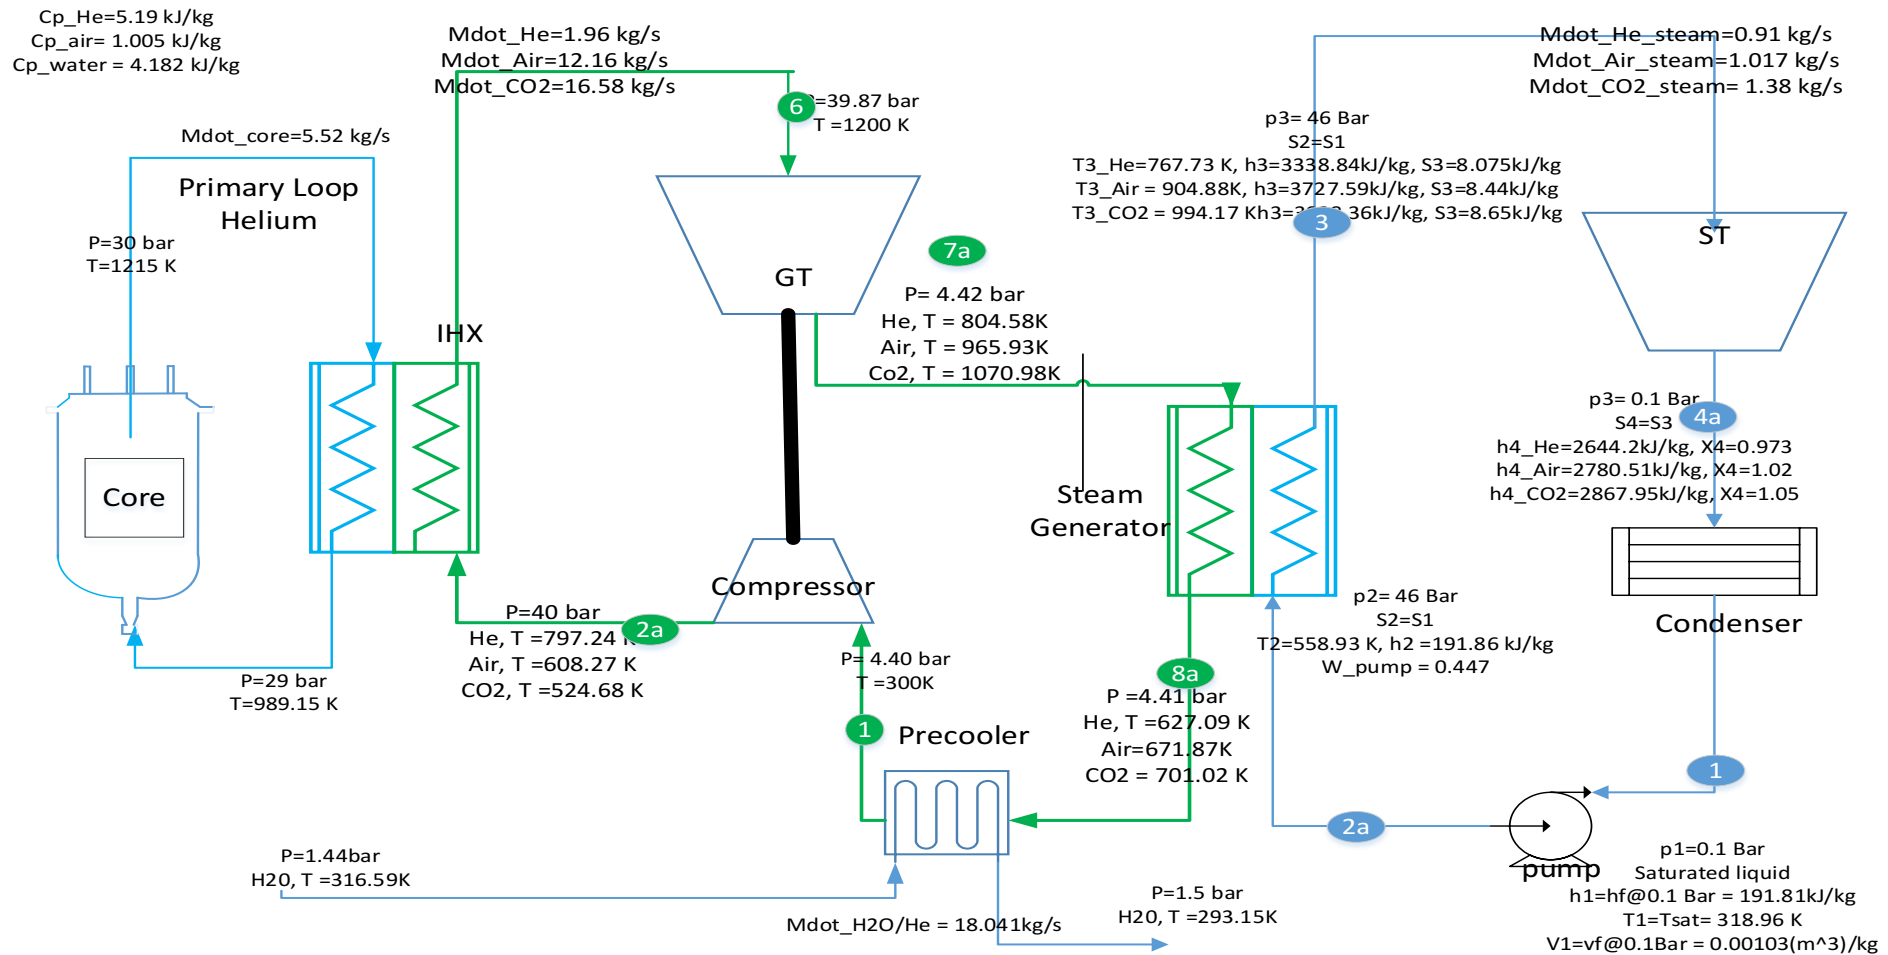 Cp_He=5.19 kJ/kg
Cp_air= 1.005 kJ/kg
Cp_water = 4.182 kJ/kg
Mdot_He=1.96 kg/s
Mdot_Air=12.16 kg/s
Mdot_CO2=16.58 kg/s
Mdot_He_steam=0.91 kg/s
Mdot_Air_steam=1.017 kg/s
Mdot_CO2_steam= 1.38 kg/s
6
=39.87 bar
T =1200 K
Mdot_core=5.52 kg/s
Primary Loop
Helium
P=30 bar
T=1215 K
p3= 46 Bar
S2=S1
T3_He=767.73 K, h3=3338.84kJ/kg, S3=8.075kJ/kg
T3_Air = 904.88K, h3=3727.59kJ/kg, S3=8.44kJ/kg
T3_CO2 = 994.17 Kh3= .36kJ/kg, S3=8.65kJ/kg
3
ST
7a
GT
P= 4.42 bar
He, T = 804.58K
Air, T = 965.93K
Co2, T = 1070.98K
IHX
p3= 0.1 Bar
4a
S4=S3
h4_He=2644.2kJ/kg, X4=0.973
h4_Air=2780.51kJ/kg, X4=1.02
h4_CO2=2867.95kJ/kg, X4=1.05
Core
Steam
Generator
Compressor
P=40 bar
He, T =797.24
2a
Air, T =608.27 K
CO2, T =524.68 K
p2= 46 Bar
S2=S1
T2=558.93 K, h2 =191.86 kJ/kg
W_pump = 0.447
Condenser
P= 4.40 bar
T =300K
8a
P=29 bar
T=989.15 K
P =4.41 bar
He, T =627.09 K
Air=671.87K
CO2 = 701.02 K
1
Precooler
1
2a
pump
p1=0.1 Bar
Saturated liquid
h1=hf@0.1 Bar = 191.81kJ/kg
T1=Tsat= 318.96 K
V1=vf@0.1Bar = 0.00103(m^3)/kg
P=1.44bar
H20, T =316.59K
P=1.5 bar
H20, T =293.15K
Mdot_H2O/He = 18.041kg/s